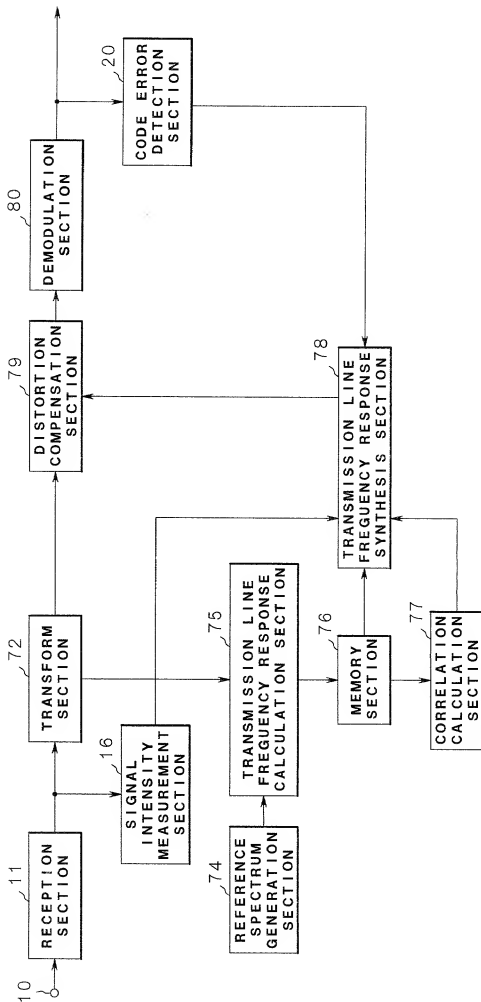 10
11
RECEPTION
SECTION
72
TRANSFORM
SECTION
79
DISTORTION
COMPENSATION
SECTION
80
DEMODULATION
SECTION
16
SIGNAL
INTENSITY
MEASUREMENT
SECTION
20
CODE ERROR
DETECTION
SECTION
74
REFERENCE
SPECTRUM
GENERATION
SECTION
75
TRANSMISSION LINE
FREGUENCY RESPONSE
CALCULATION SECTION
76
MEMORY
SECTION
77
CORRELATION
CALCULATION
SECTION
78
TRANSMISSION LINE
FREGUENCY RESPONSE
SYNTHESIS SECTION